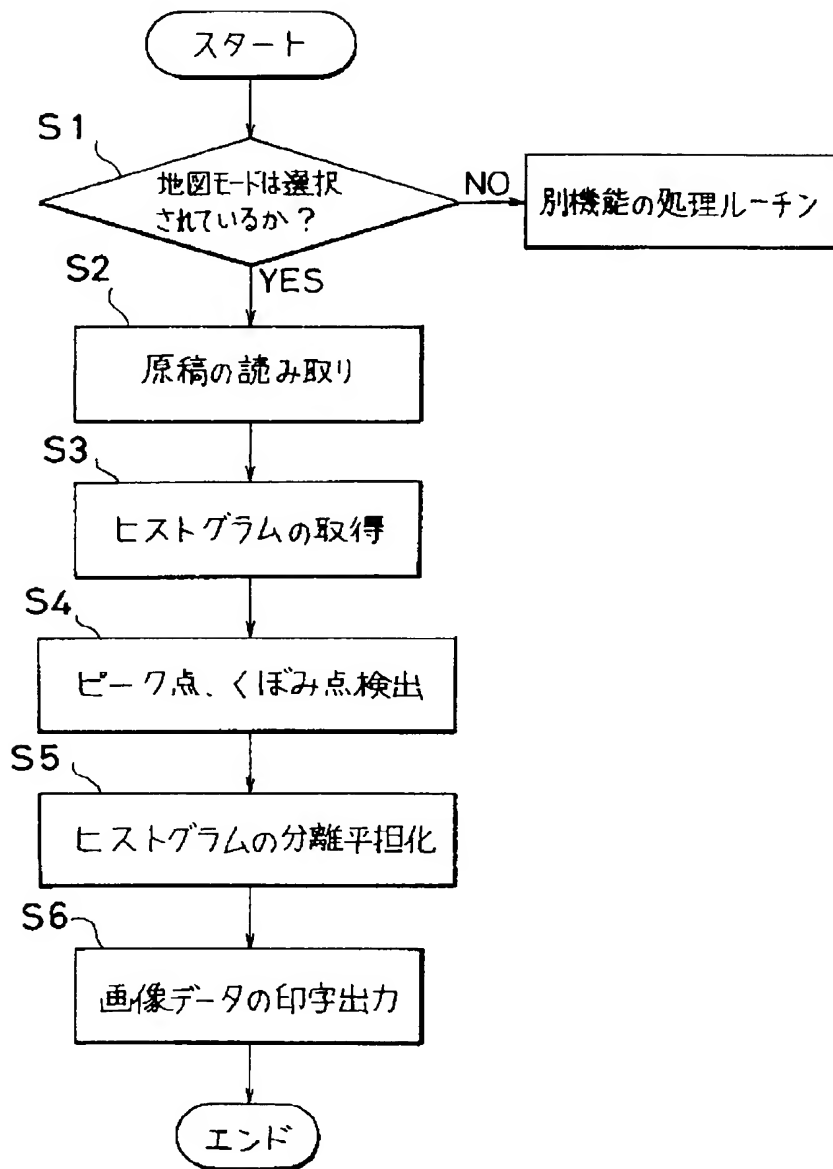 スタート
S1
地図モードは選択
されているか?
NO
別機能の処理ルーチン
YES
S2
原稿の読み取り
S3
ヒストグラムの取得
S4
ピーク点、くぼみ点検出
S5
ヒストグラムの分離平担化
S6
画像データの印字出力
エンド